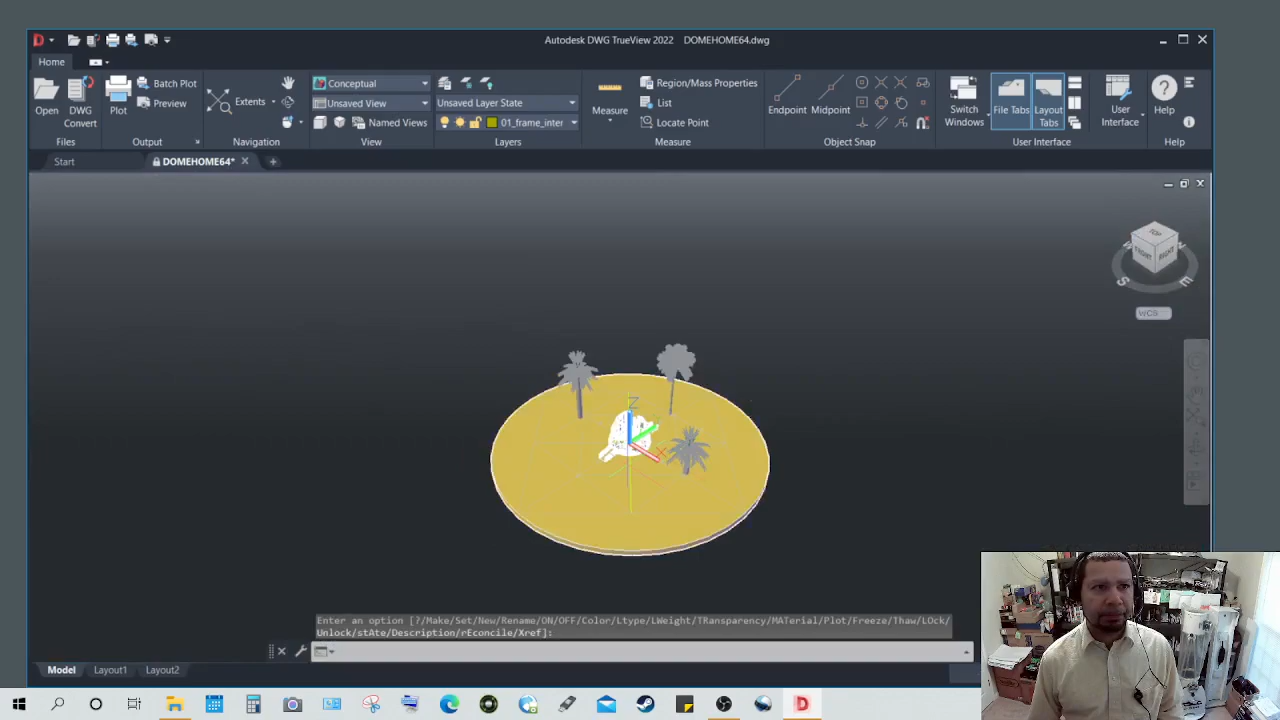 Autodesk DWG TrueView 2022 DOMEHOME64.dwg
Home
Open
DWG Convert
Files
Plot
Batch Plot
Preview
Output
Extents
Navigation
Conceptual
Unsaved View
Named Views
View
Unsaved Layer State
01_frame_inter
Layers
Measure
Region/Mass Properties
List
Locate Point
Measure
Endpoint
Midpoint
Object Snap
Switch Windows
File Tabs
Layout Tabs
User Interface
User Interface
Help
Help
Start
DOMEHOME64*
TOP
FRONT
RIGHT
S
E
WCS
Z
X
Enter an option [?/Make/Set/New/Rename/ON/OFF/Color/Ltype/LWeight/TRansparency/MATerial/Plot/Freeze/Thaw/LOck/
Unlock/stAte/Description/rEconcile/Xref]:
Model
Layout1
Layout2